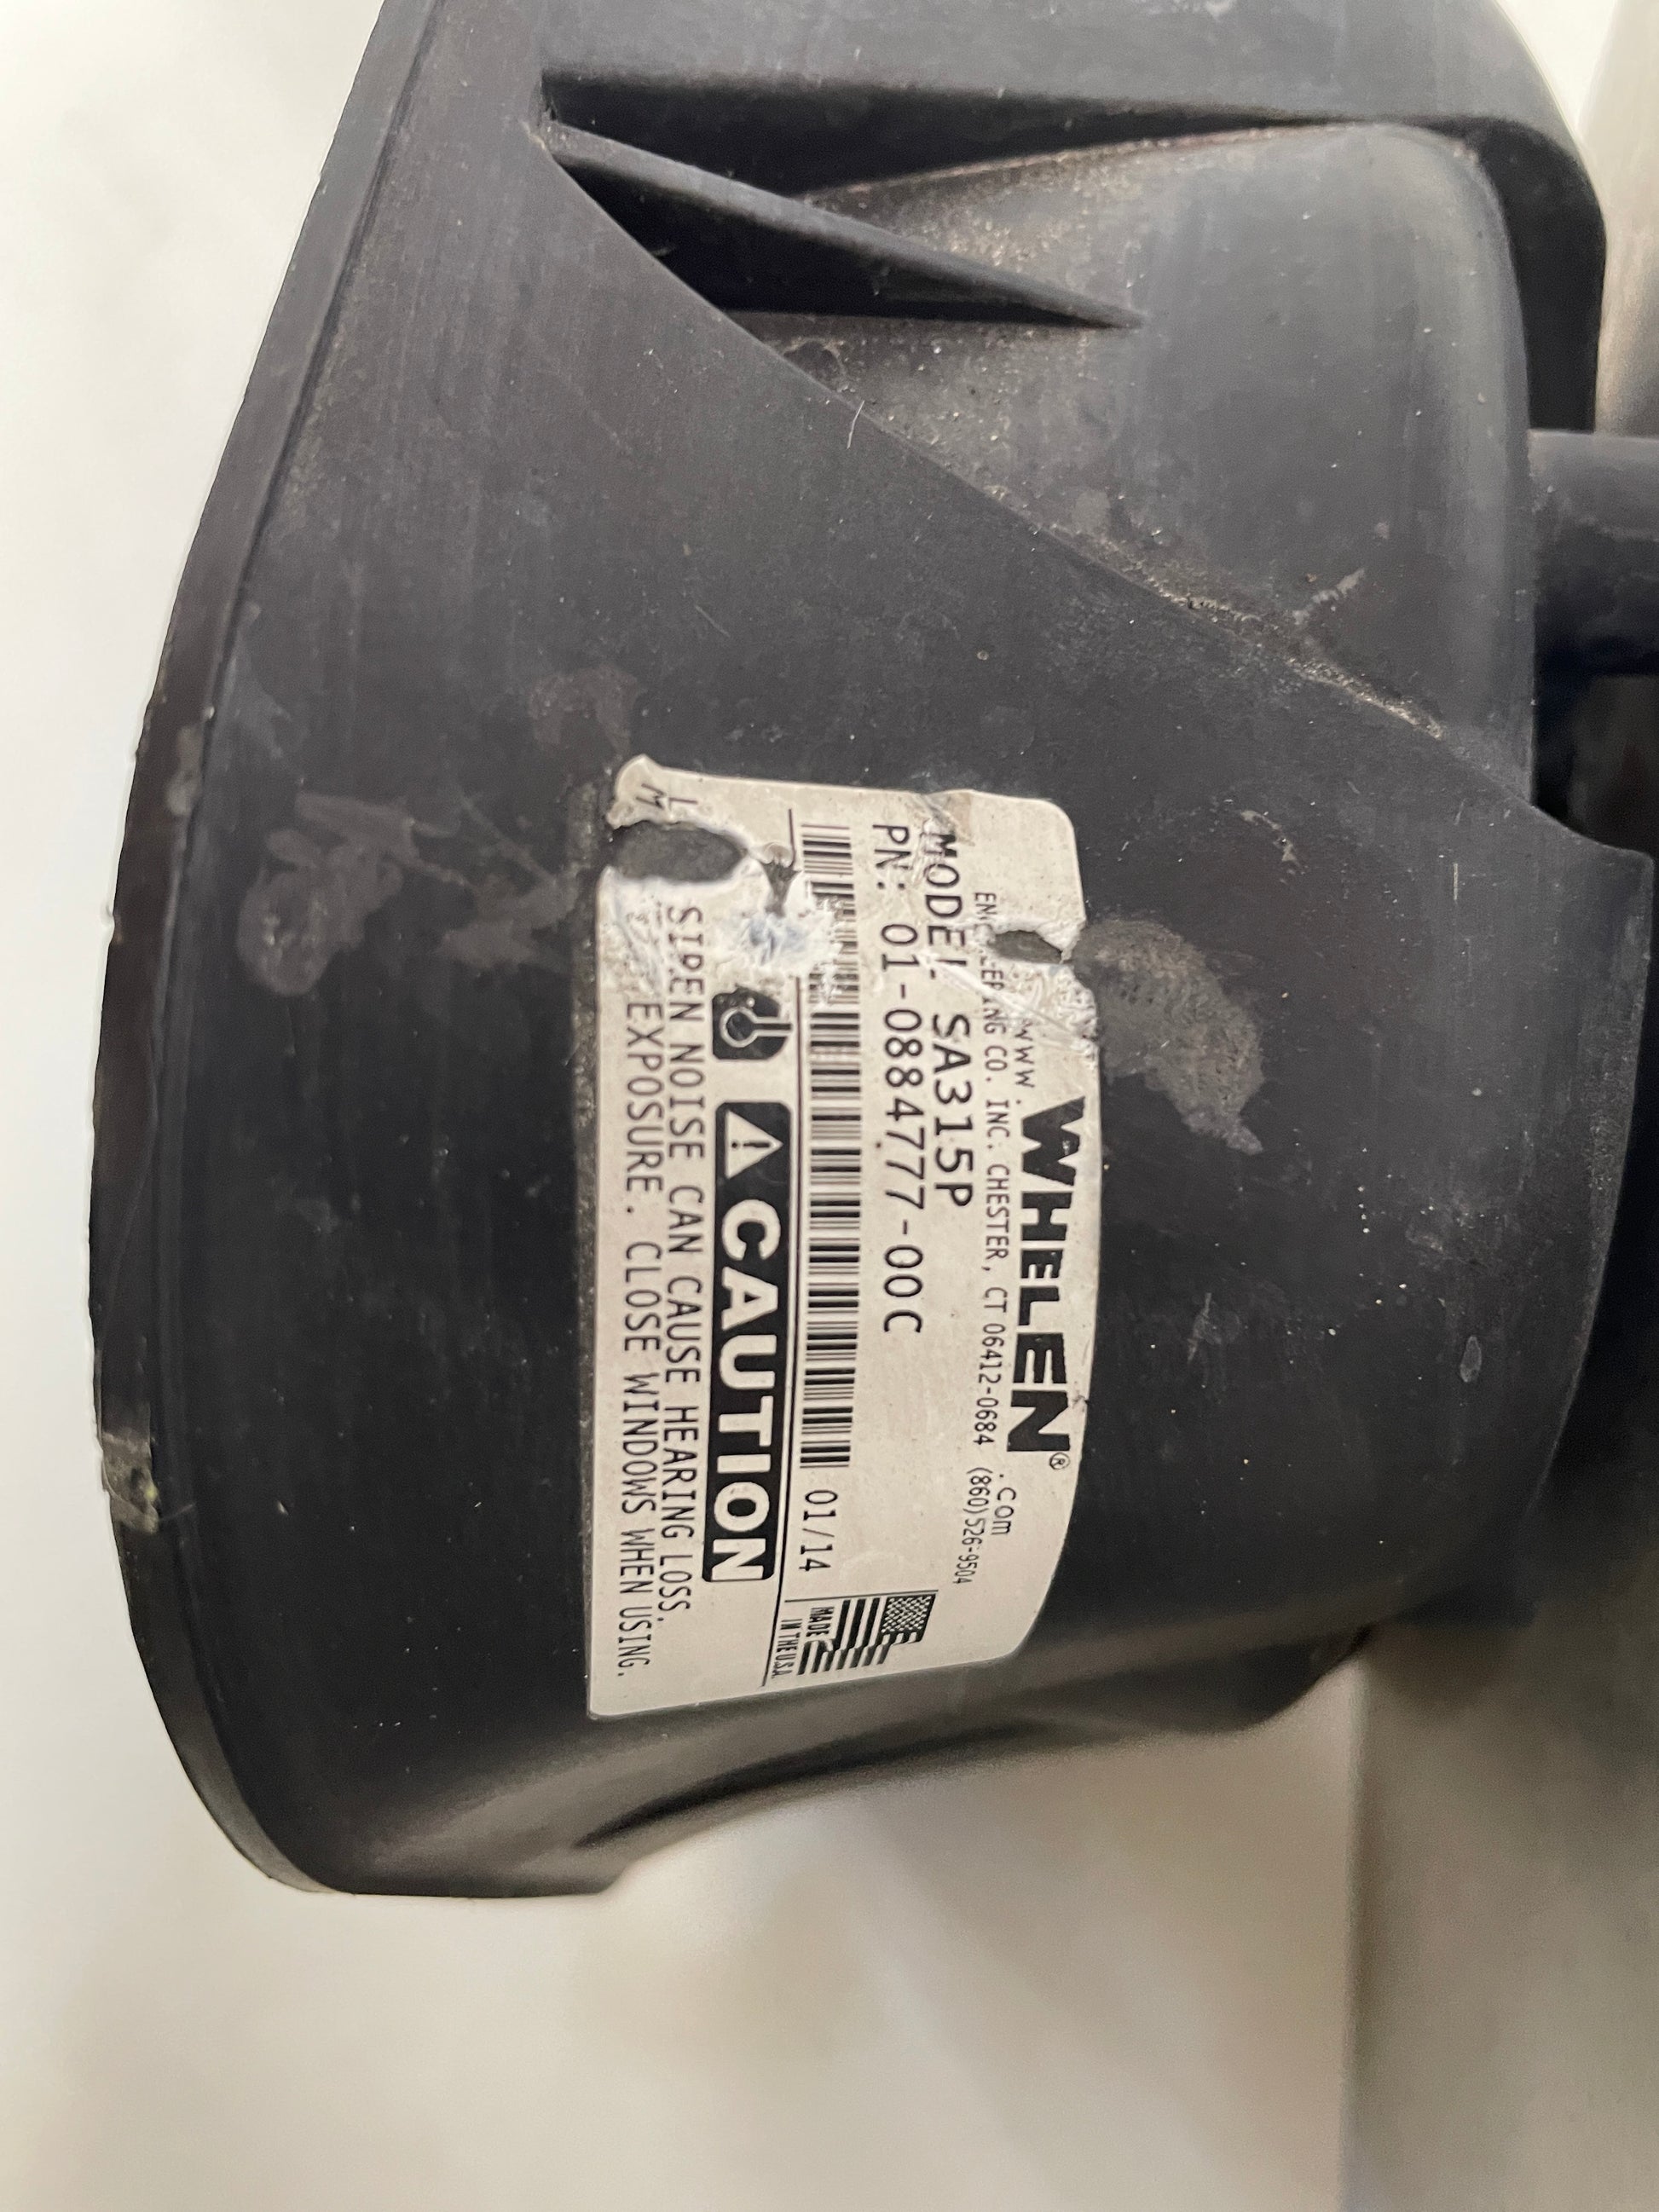 WHELEN®
WWW. .com
ENGINEERING CO. INC. CHESTER, CT 06412-0684 (860)526-9504
MODEL SA315P
PN: 01-0884777-00C
01/14
MADE
IN THE U.S.A.
CAUTION
SIREN NOISE CAN CAUSE HEARING LOSS.
EXPOSURE. CLOSE WINDOWS WHEN USING.